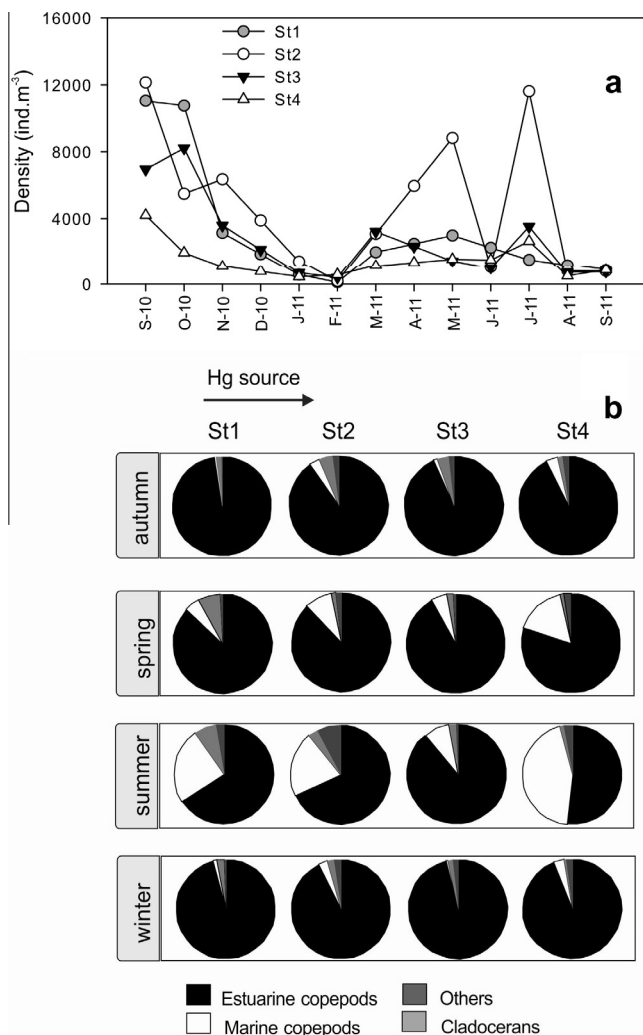 16000
12000
8000
4000
0
Density (ind.m⁻³)
St1
St2
St3
St4
a
S-10
O-10
N-10
D-10
J-11
F-11
M-11
A-11
M-11
J-11
J-11
A-11
S-11
Hg source
b
St1 St2 St3 St4
autumn
spring
summer
winter
Estuarine copepods Others
Marine copepods Cladocerans